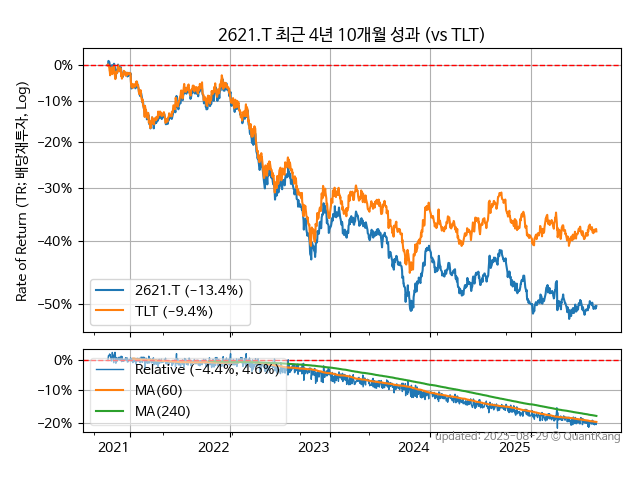 2621.T 최근 4년 10개월 성과 (vs TLT)
Rate of Return (TR: 배당재투자, Log)
0%
−10%
−20%
−30%
−40%
−50%
2621.T (−13.4%)
TLT (−9.4%)
0%
−10%
−20%
Relative (−4.4%, 4.6%)
MA(60)
MA(240)
2021
2022
2023
2024
2025
updated: 2025-08-29 © QuantKang